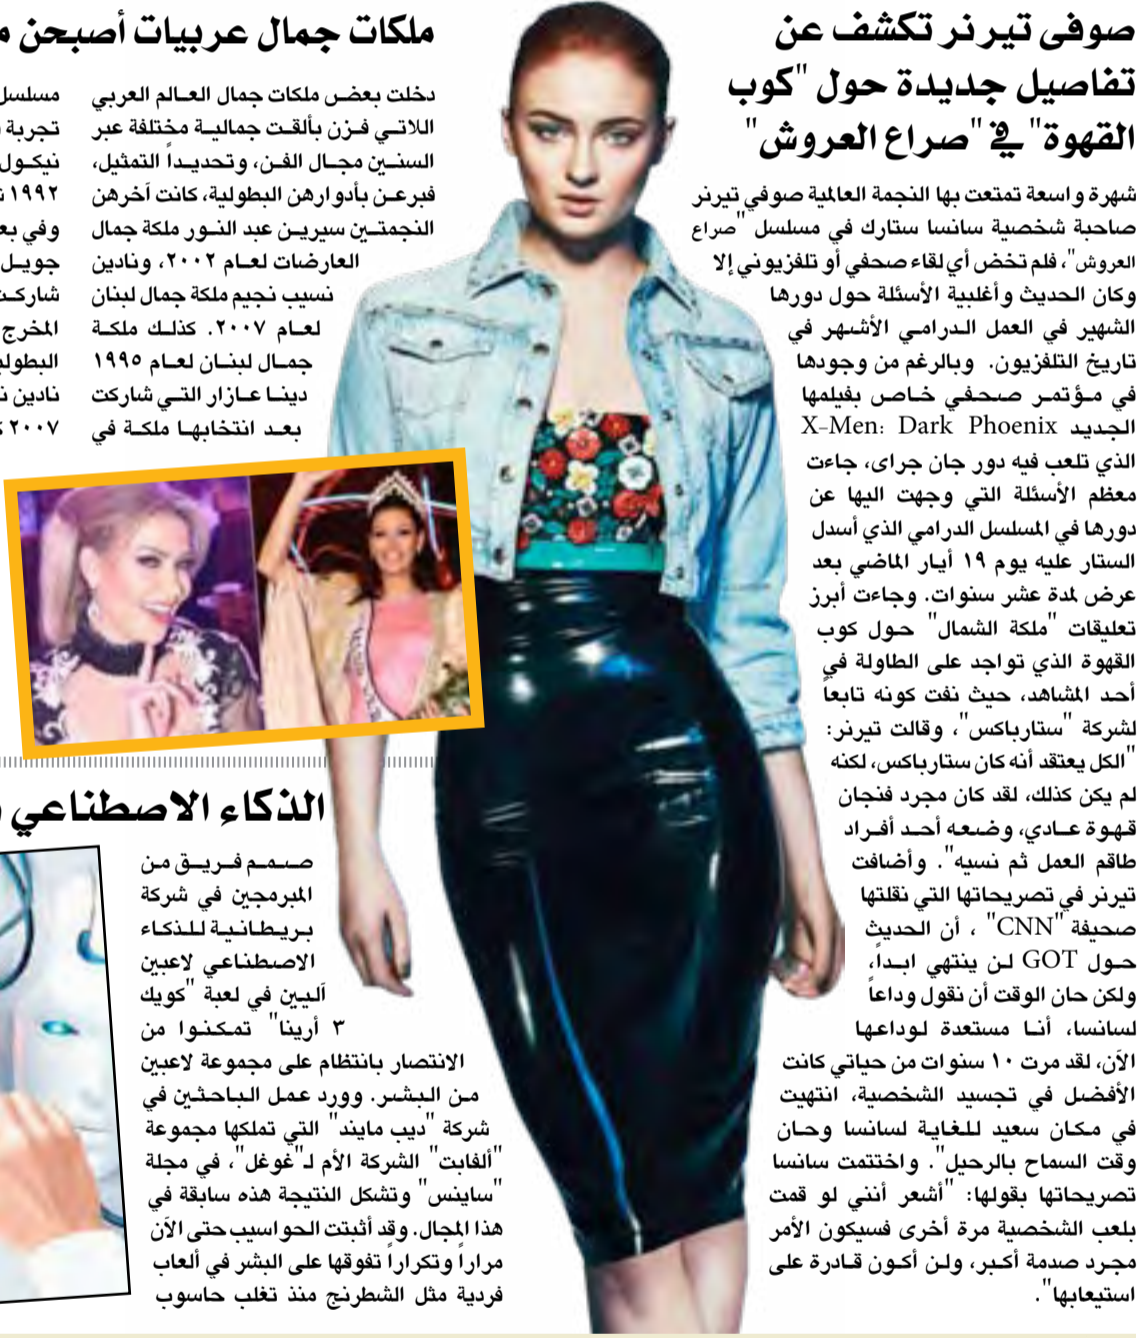 صوفى تيرنر تكشف عن
تفاصيل جديدة حول "كوب
القهوة" في "صراع العروش"
شهرة واسعة تمتعت بها النجمة العالمية صوفي تيرنر
صاحبة شخصية سانسا ستارك في مسلسل "صراع
العروش"، فلم تخض أي لقاء صحفي أو تلفزيوني إلا
وكان الحديث وأغلبية الأسئلة حول دورها
الشهير في العمل الدرامي الأشهر في
تاريخ التلفزيون. وبالرغم من وجودها
في مؤتمر صحفي خاص بفيلمها
الجديد X-Men: Dark Phoenix
الذي تلعب فيه دور جان جراى، جاءت
معظم الأسئلة التي وجهت اليها عن
دورها في المسلسل الدرامي الذي أسدل
الستار عليه يوم ١٩ أيار الماضي بعد
عرض لمدة عشر سنوات. وجاءت أبرز
تعليقات "ملكة الشمال" حول كوب
القهوة الذي تواجد على الطاولة في
أحد المشاهد، حيث نفت كونه تابعاً
لشركة "ستارباكس"، وقالت تيرنر:
"الكل يعتقد أنه كان ستارباكس، لكنه
لم يكن كذلك، لقد كان مجرد فنجان
قهوة عادي، وضعه أحد أفراد
طاقم العمل ثم نسيه". وأضافت
تيرنر في تصريحاتها التي نقلتها
صحيفة "CNN" ، أن الحديث
حول GOT لن ينتهي ابداً،
ولكن حان الوقت أن نقول وداعاً
لسانسا، أنا مستعدة لوداعها
الآن، لقد مرت ١٠ سنوات من حياتي كانت
الأفضل في تجسيد الشخصية، انتهيت
في مكان سعيد للغاية لسانسا وحان
وقت السماح بالرحيل". واختتمت سانسا
تصريحاتها بقولها: "أشعر أنني لو قمت
بلعب الشخصية مرة أخرى فسيكون الأمر
مجرد صدمة أكبر، ولن أكون قادرة على
استيعابها".
ملكات جمال عربيات أصبحن
دخلت بعض ملكات جمال العالم العربي
اللاتي فزن بألقت جمالية مختلفة عبر
السنين مجال الفن، وتحديداً التمثيل،
فبرعن بأدوارهن البطولية، كانت آخرهن
النجمتين سيرين عبد النور ملكة جمال
العارضات لعام ٢٠٠٢، ونادين
نسيب نجيم ملكة جمال لبنان
لعام ٢٠٠٧. كذلك ملكة
جمال لبنان لعام ١٩٩٥
دينا عازار التي شاركت
بعد انتخابها ملكة في
مسلسل
تجربة
نيكول
١٩٩٢
وفي
جويل
شاركت
المخرج
نادين
٢٠٠٧
الذكاء الاصطناعي
صمم فريق من
المبرمجين في شركة
بريطانية للذكاء
الاصطناعي لاعبين
آليين في لعبة "كويك
٣ أرينا" تمكنوا من
الانتصار بانتظام على مجموعة لاعبين
من البشر. وورد عمل الباحثين في
شركة "ديب مايند" التي تملكها مجموعة
"ألفابت" الشركة الأم لـ"غوغل"، في مجلة
"ساينس" وتشكل النتيجة هذه سابقة في
هذا المجال. وقد أثبتت الحواسيب حتى الآن
مراراً وتكراراً تفوقها على البشر في ألعاب
فردية مثل الشطرنج منذ تغلب حاسوب